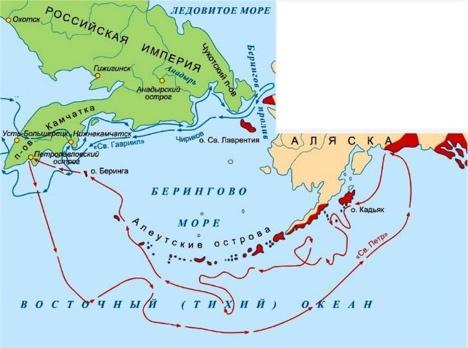 ЛЕДОВИТОЕ МОРЕ
Охотск
РОССИЙСКАЯ ИМПЕРИЯ
Чукотский п-ов
Берингов пролив
Гижигинск
Анадырь
Анадырский
острог
п-ов Камчатка
Усть-Большерецк
Нижнекамчатск
«Св. Гавриил»
Чириков
о. Св. Лаврентия
АЛЯСКА
Петропавловский
острог
о. Беринга
БЕРИНГОВО
МОРЕ
о. Кадьяк
Алеутские острова
«Св. Петр»
ВОСТОЧНЫЙ (ТИХИЙ) ОКЕАН